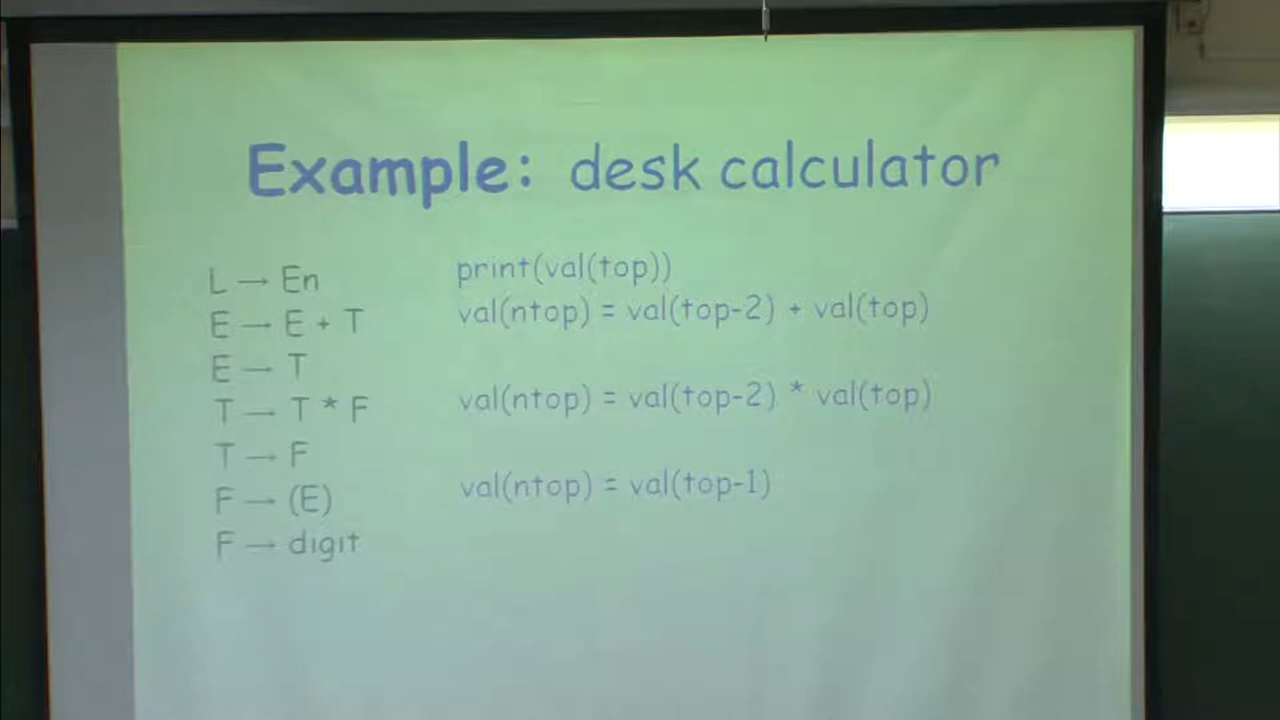 Example: desk calculator
L → En print(val(top))
E → E + T val(ntop) = val(top-2) + val(top)
E → T
T → T * F val(ntop) = val(top-2) * val(top)
T → F
F → (E) val(ntop) = val(top-1)
F → digit